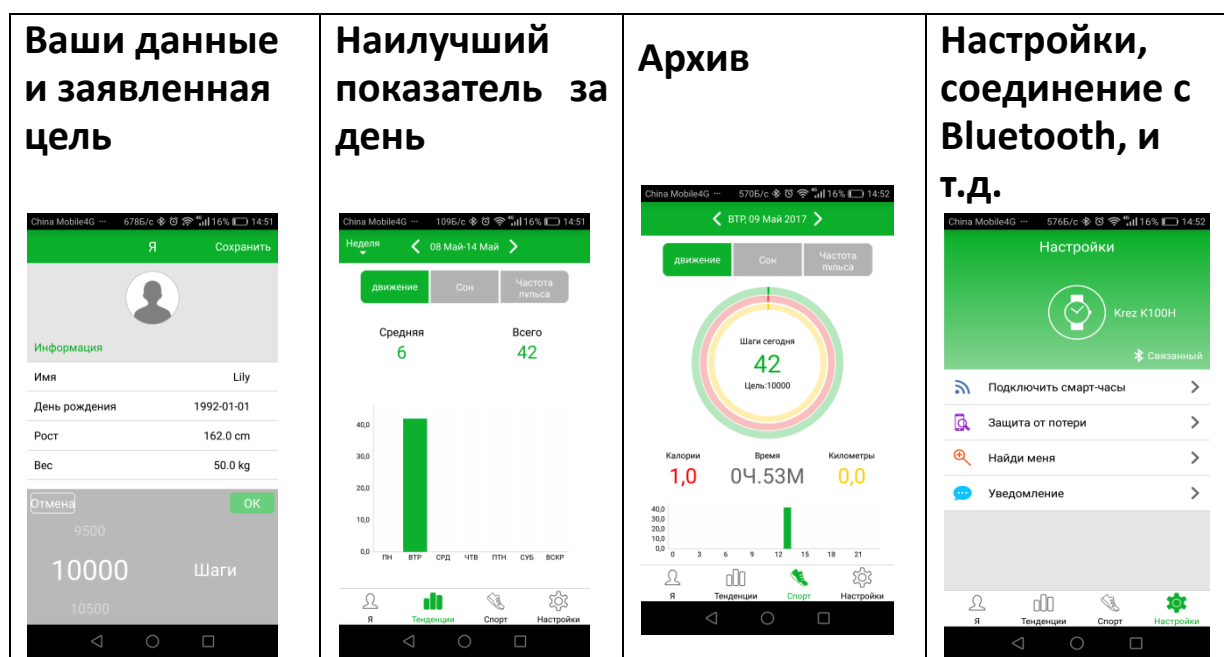 Ваши данные
и заявленная
цель
China Mobile4G ··· 678Б/с 16% 14:51
Я Сохранить
Информация
Имя Lily
День рождения 1992-01-01
Рост 162.0 cm
Вес 50.0 kg
Отмена OK
9500
10000 Шаги
10500
Наилучший
показатель за
день
China Mobile4G ··· 109Б/с 16% 14:51
Неделя 08 Май-14 Май
движение Сон Частота
пульса
Средняя Всего
6 42
40,0
30,0
20,0
10,0
0,0
ПН ВТР СРД ЧТВ ПТН СУБ ВСКР
Я Тенденции Спорт Настройки
Архив
China Mobile4G ··· 570Б/с 16% 14:52
ВТР, 09 Май 2017
движение Сон Частота
пульса
Шаги сегодня
42
Цель:10000
Калории Время Километры
1,0 0Ч.53М 0,0
40,0
30,0
20,0
10,0
0,0
0 3 6 9 12 15 18 21
Я Тенденции Спорт Настройки
Настройки,
соединение с
Bluetooth, и
т.д.
China Mobile4G ··· 576Б/с 16% 14:52
Настройки
Krez K100H
Связанный
Подключить смарт-часы
Защита от потери
Найди меня
Уведомление
Я Тенденции Спорт Настройки